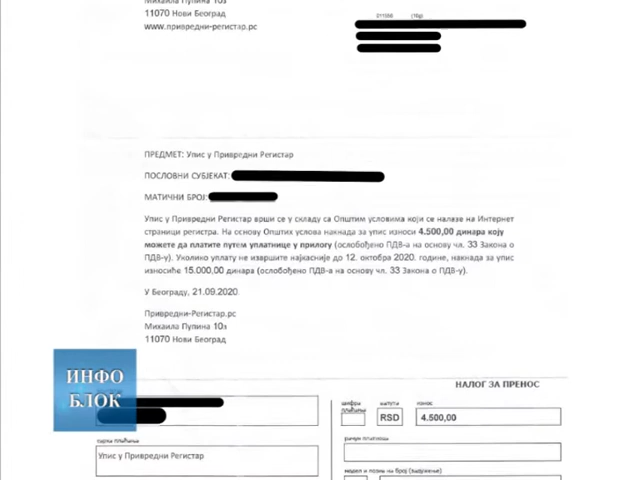 Михаила Пупина 10з
11070 Нови Београд
www.привредни-регистар.рс
ПРЕДМЕТ: Упис у Привредни Регистар
ПОСЛОВНИ СУБЈЕКАТ:
МАТИЧНИ БРОЈ:
Упис у Привредни Регистар врши се у складу са Општим условима који се налазе на Интернет
страници регистра. На основу Општих услова накнада за упис износи 4.500,00 динара коју
можете да платите путем уплатнице у прилогу (ослобођено ПДВ-а на основу чл. 33 Закона о
ПДВ-у). Уколико уплату не извршите најкасније до 12. октобра 2020. године, накнада за упис
износиће 15.000,00 динара (ослобођено ПДВ-а на основу чл. 33 Закона о ПДВ-у).
У Београду, 21.09.2020.
Привредни-Регистар.рс
Михаила Пупина 10з
11070 Нови Београд
ИНФО
БЛОК
НАЛОГ ЗА ПРЕНОС
шифра
плаћања
валута
износ
RSD
4.500,00
сврха плаћања
рачун платиоца
Упис у Привредни Регистар
модел и позив на број (задужење)